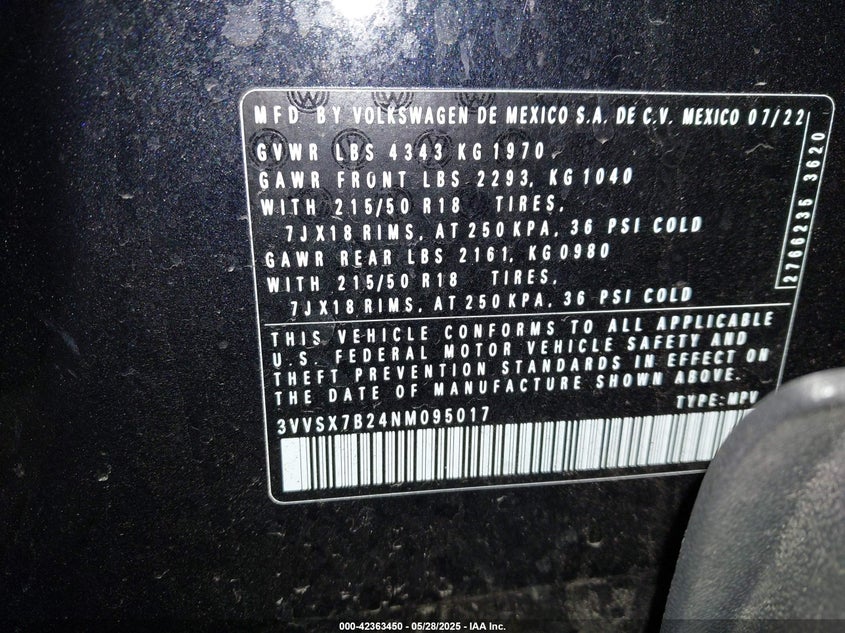 MFD BY VOLKSWAGEN DE MEXICO S.A. DE C.V. MEXICO 07/22
GVWR LBS 4343 KG 1970
GAWR FRONT LBS 2293, KG 1040
WITH 215/50 R18 TIRES,
7JX18 RIMS, AT 250 KPA, 36 PSI COLD
GAWR REAR LBS 2161, KG 0980
WITH 215/50 R18 TIRES,
7JX18 RIMS, AT 250 KPA, 36 PSI COLD
2766236 3620
THIS VEHICLE CONFORMS TO ALL APPLICABLE
U.S. FEDERAL MOTOR VEHICLE SAFETY AND
THEFT PREVENTION STANDARDS IN EFFECT ON
THE DATE OF MANUFACTURE SHOWN ABOVE.
TYPE: MPV
3VVSX7B24NM095017
000-42363450 - 05/28/2025 - IAA Inc.